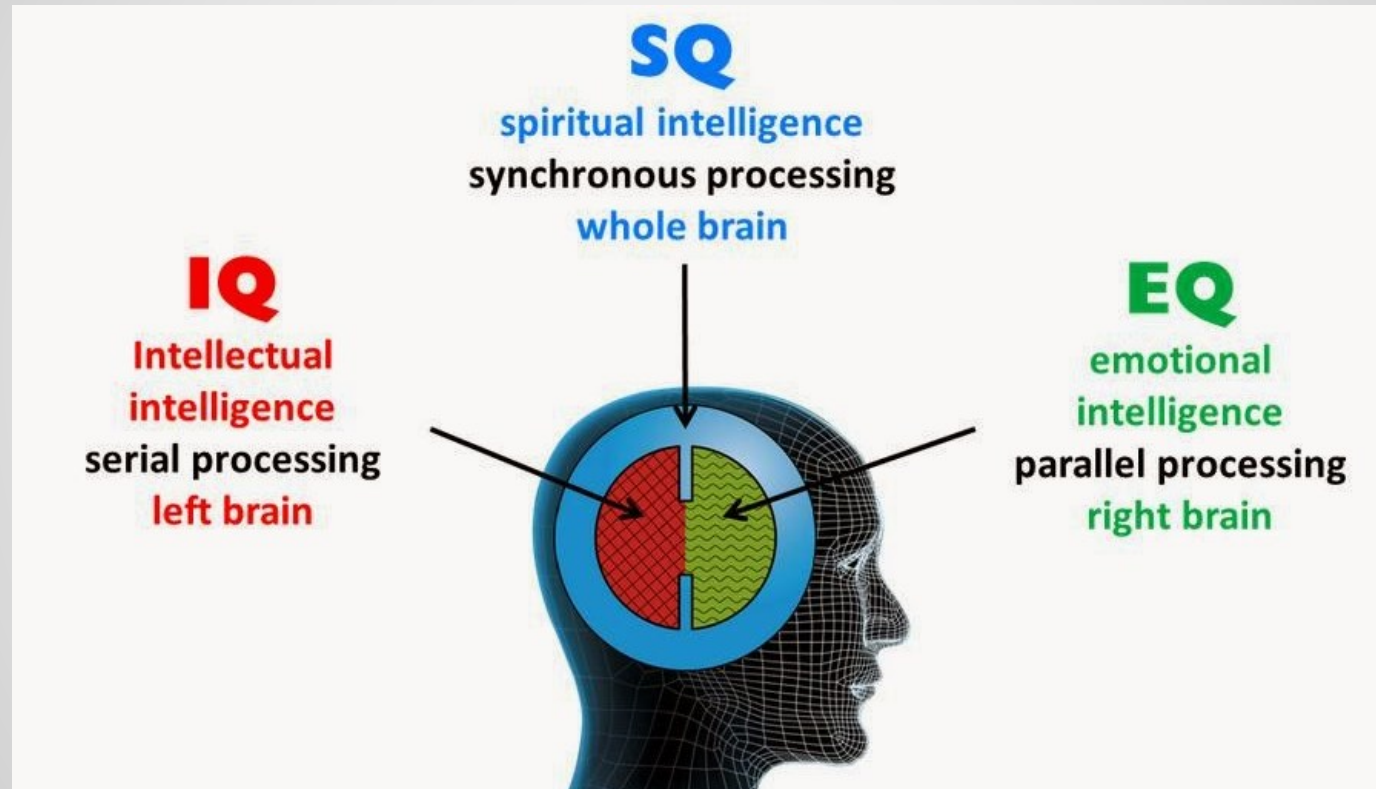 SQ
spiritual intelligence
synchronous processing
whole brain
IQ
Intellectual
intelligence
serial processing
left brain
EQ
emotional
intelligence
parallel processing
right brain